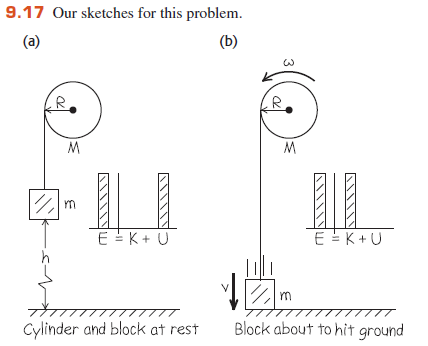 9.17 Our sketches for this problem.
(a)
R
M
m
h
E = K + U
Cylinder and block at rest
(b)
ω
R
M
E = K + U
v
m
Block about to hit ground